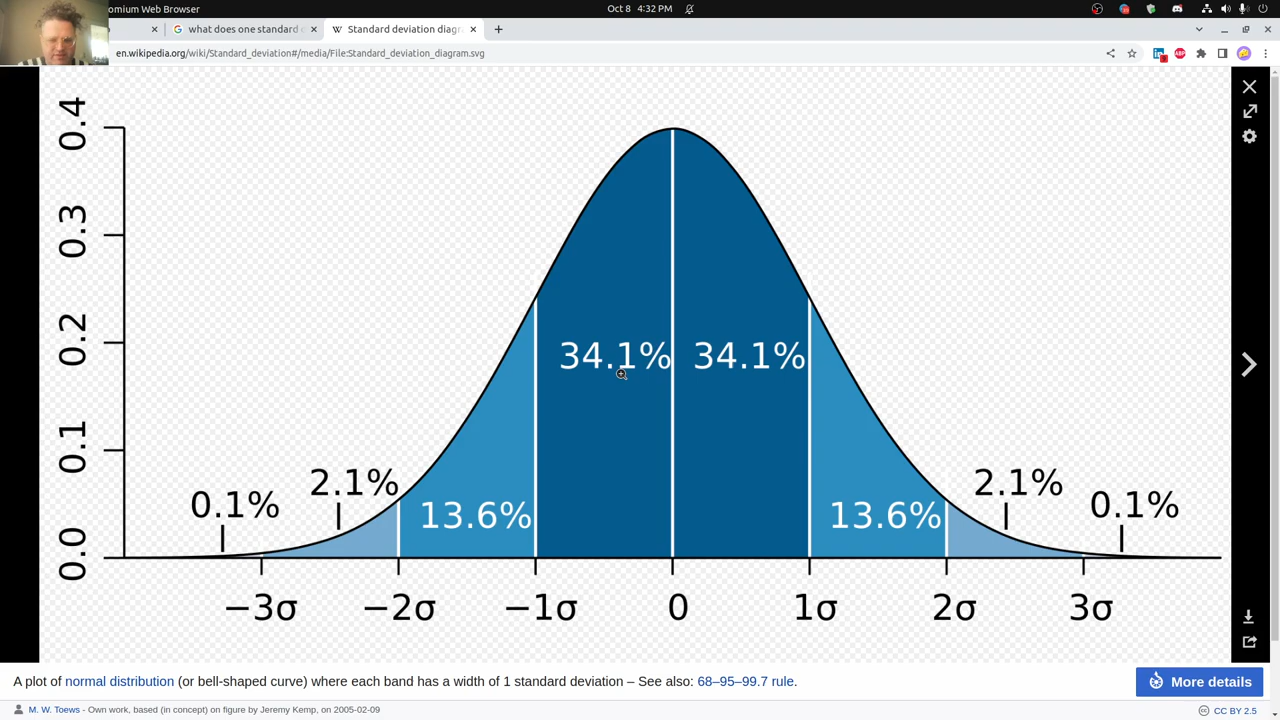 omium Web Browser
Oct 8 4:32 PM
what does one standard
Standard deviation diagr
en.wikipedia.org/wiki/Standard_deviation#/media/File:Standard_deviation_diagram.svg
ABP
0.4
0.3
0.2
0.1
0.0
34.1% 34.1%
0.1% 2.1% 13.6% 13.6% 2.1% 0.1%
−3σ −2σ −1σ 0 1σ 2σ 3σ
A plot of normal distribution (or bell-shaped curve) where each band has a width of 1 standard deviation – See also: 68–95–99.7 rule.
More details
M. W. Toews - Own work, based (in concept) on figure by Jeremy Kemp, on 2005-02-09
CC BY 2.5